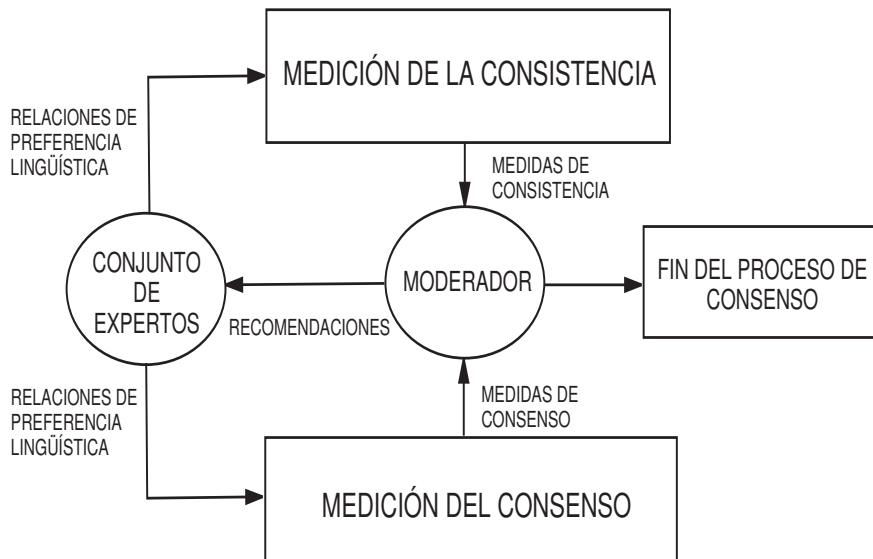 MEDICIÓN DE LA CONSISTENCIA
RELACIONES DE
PREFERENCIA
LINGÜÍSTICA
MEDIDAS DE
CONSISTENCIA
CONJUNTO
DE
EXPERTOS
MODERADOR
FIN DEL PROCESO DE
CONSENSO
RECOMENDACIONES
RELACIONES DE
PREFERENCIA
LINGÜÍSTICA
MEDIDAS DE
CONSENSO
MEDICIÓN DEL CONSENSO